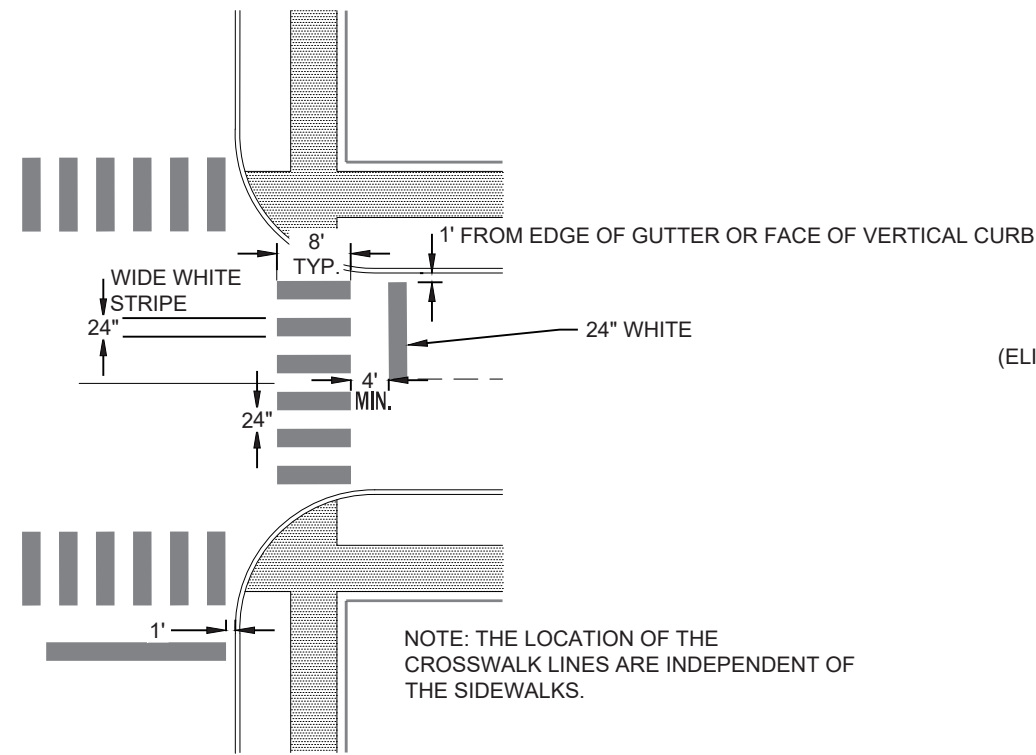 8'
TYP.
1' FROM EDGE OF GUTTER OR FACE OF VERTICAL CURB
WIDE WHITE
STRIPE
24"
24" WHITE
(ELI
4'
MIN.
24"
1'
NOTE: THE LOCATION OF THE
CROSSWALK LINES ARE INDEPENDENT OF
THE SIDEWALKS.